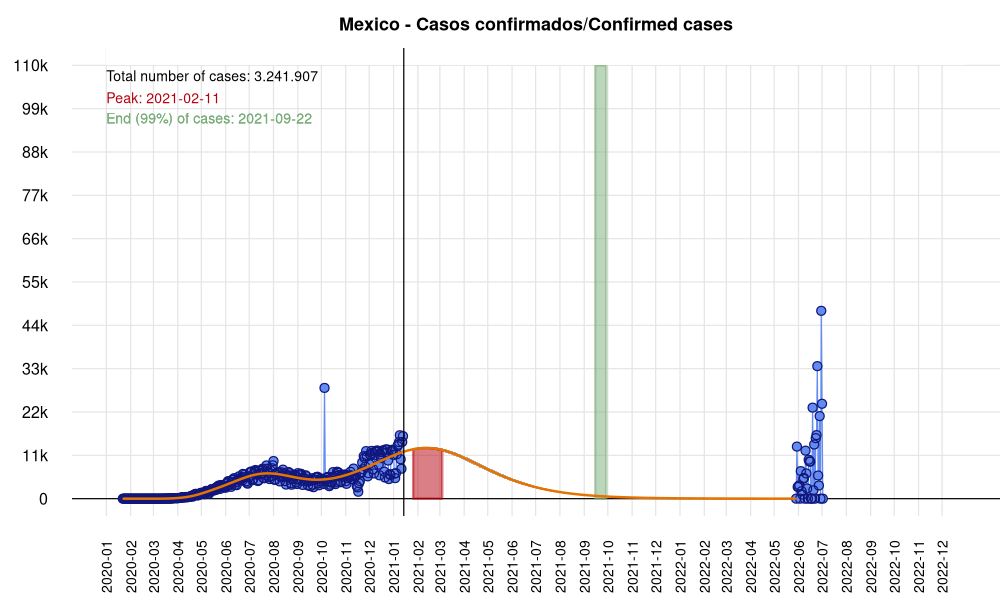 Mexico - Casos confirmados/Confirmed cases
Total number of cases: 3.241.907
Peak: 2021-02-11
End (99%) of cases: 2021-09-22
110k
99k
88k
77k
66k
55k
44k
33k
22k
11k
0
2020-01
2020-02
2020-03
2020-04
2020-05
2020-06
2020-07
2020-08
2020-09
2020-10
2020-11
2020-12
2021-01
2021-02
2021-03
2021-04
2021-05
2021-06
2021-07
2021-08
2021-09
2021-10
2021-11
2021-12
2022-01
2022-02
2022-03
2022-04
2022-05
2022-06
2022-07
2022-08
2022-09
2022-10
2022-11
2022-12